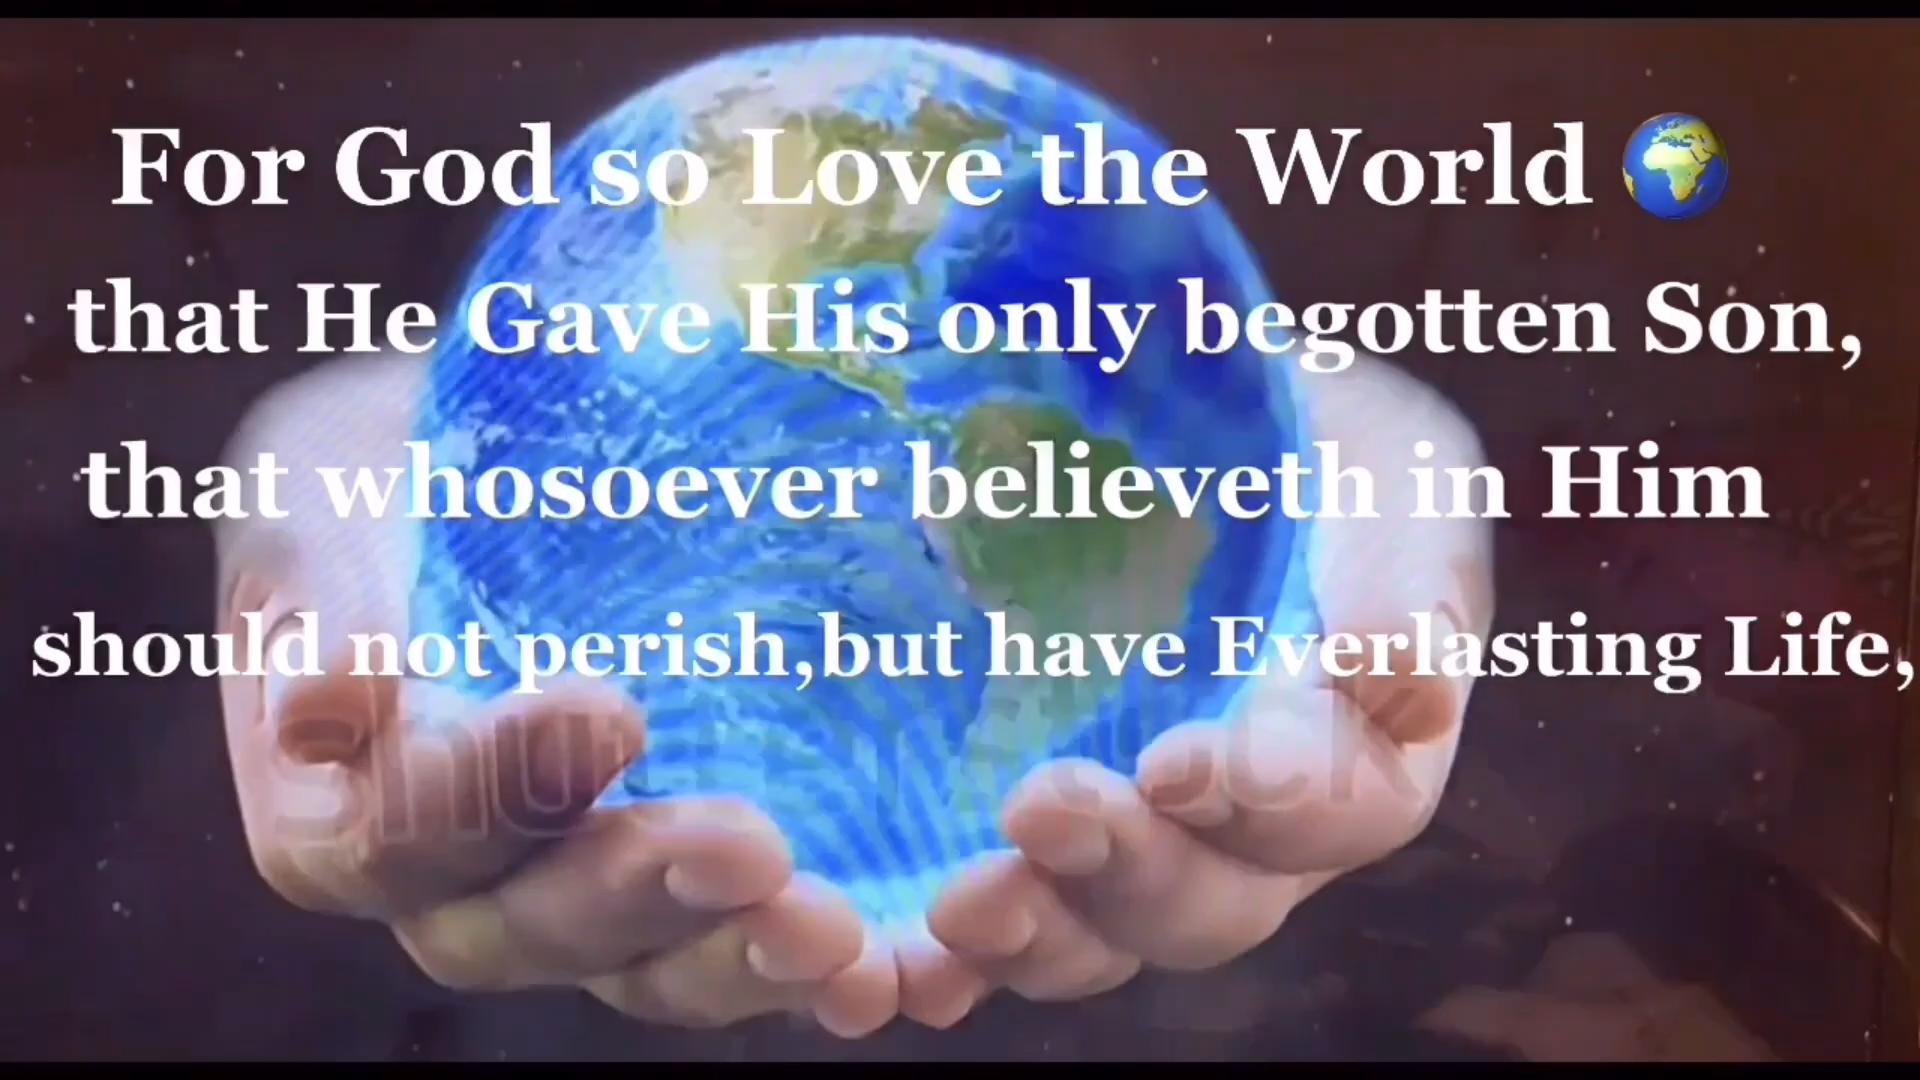 For God so Love the World 🌍
that He Gave His only begotten Son,
that whosoever believeth in Him
should not perish,but have Everlasting Life,